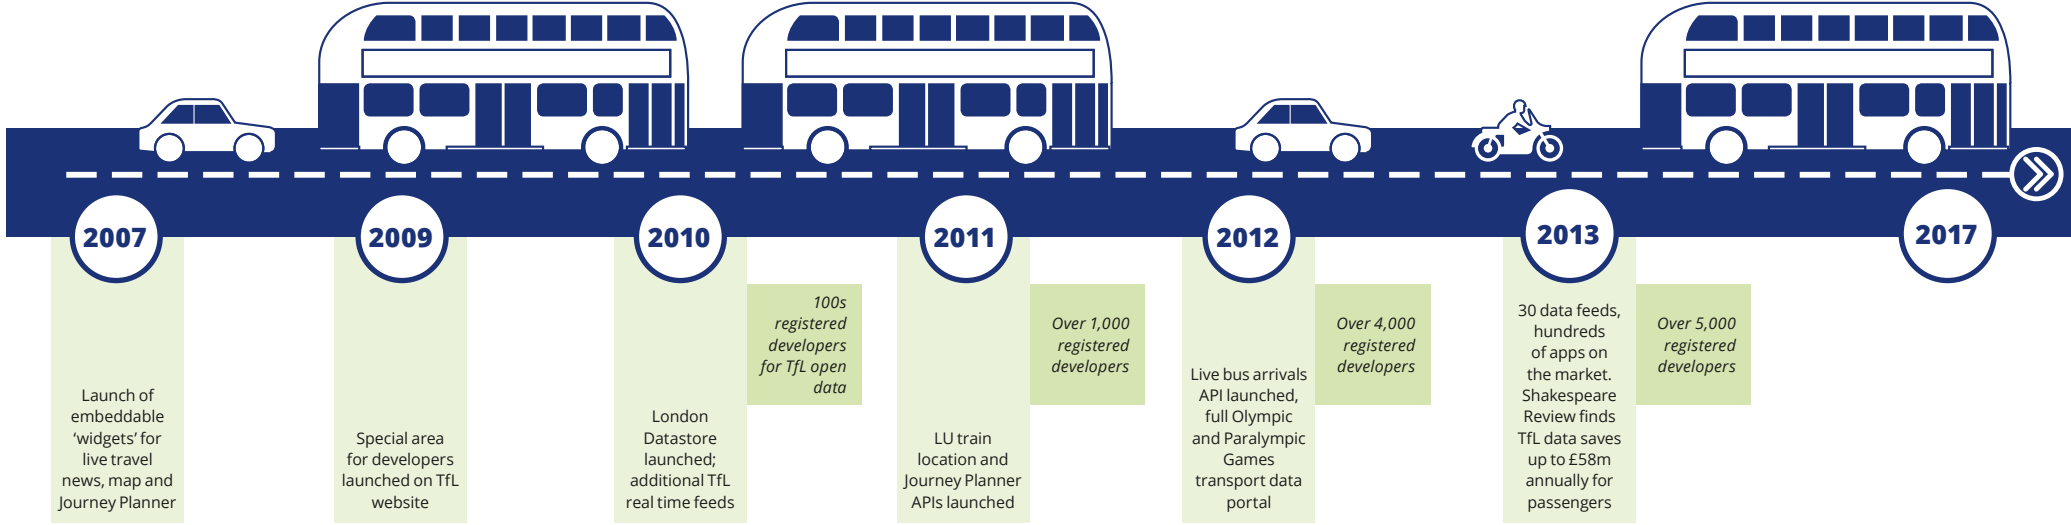 2007
2009
2010
2011
2012
2013
2017
Launch of
embeddable
‘widgets’ for
live travel
news, map and
Journey Planner
Special area
for developers
launched on TfL
website
London
Datastore
launched;
additional TfL
real time feeds
100s
registered
developers
for TfL open
data
LU train
location and
Journey Planner
APIs launched
Over 1,000
registered
developers
Live bus arrivals
API launched,
full Olympic
and Paralympic
Games
transport data
portal
Over 4,000
registered
developers
30 data feeds,
hundreds
of apps on
the market.
Shakespeare
Review finds
TfL data saves
up to £58m
annually for
passengers
Over 5,000
registered
developers